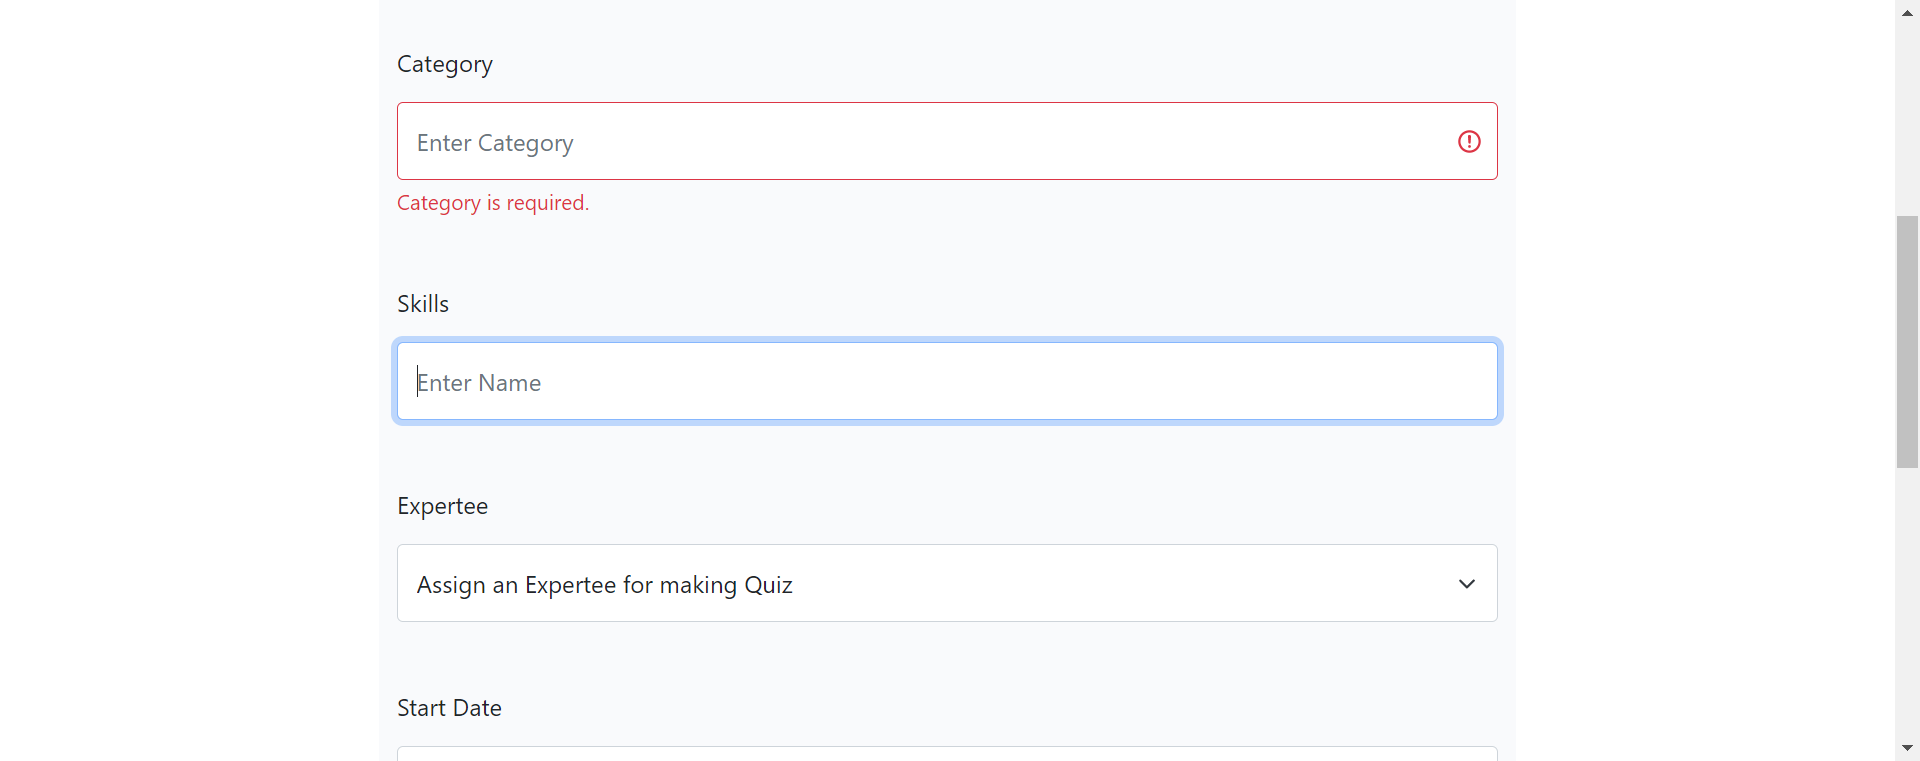 Category
Enter Category
Category is required.
Skills
Enter Name
Expertee
Assign an Expertee for making Quiz
Start Date